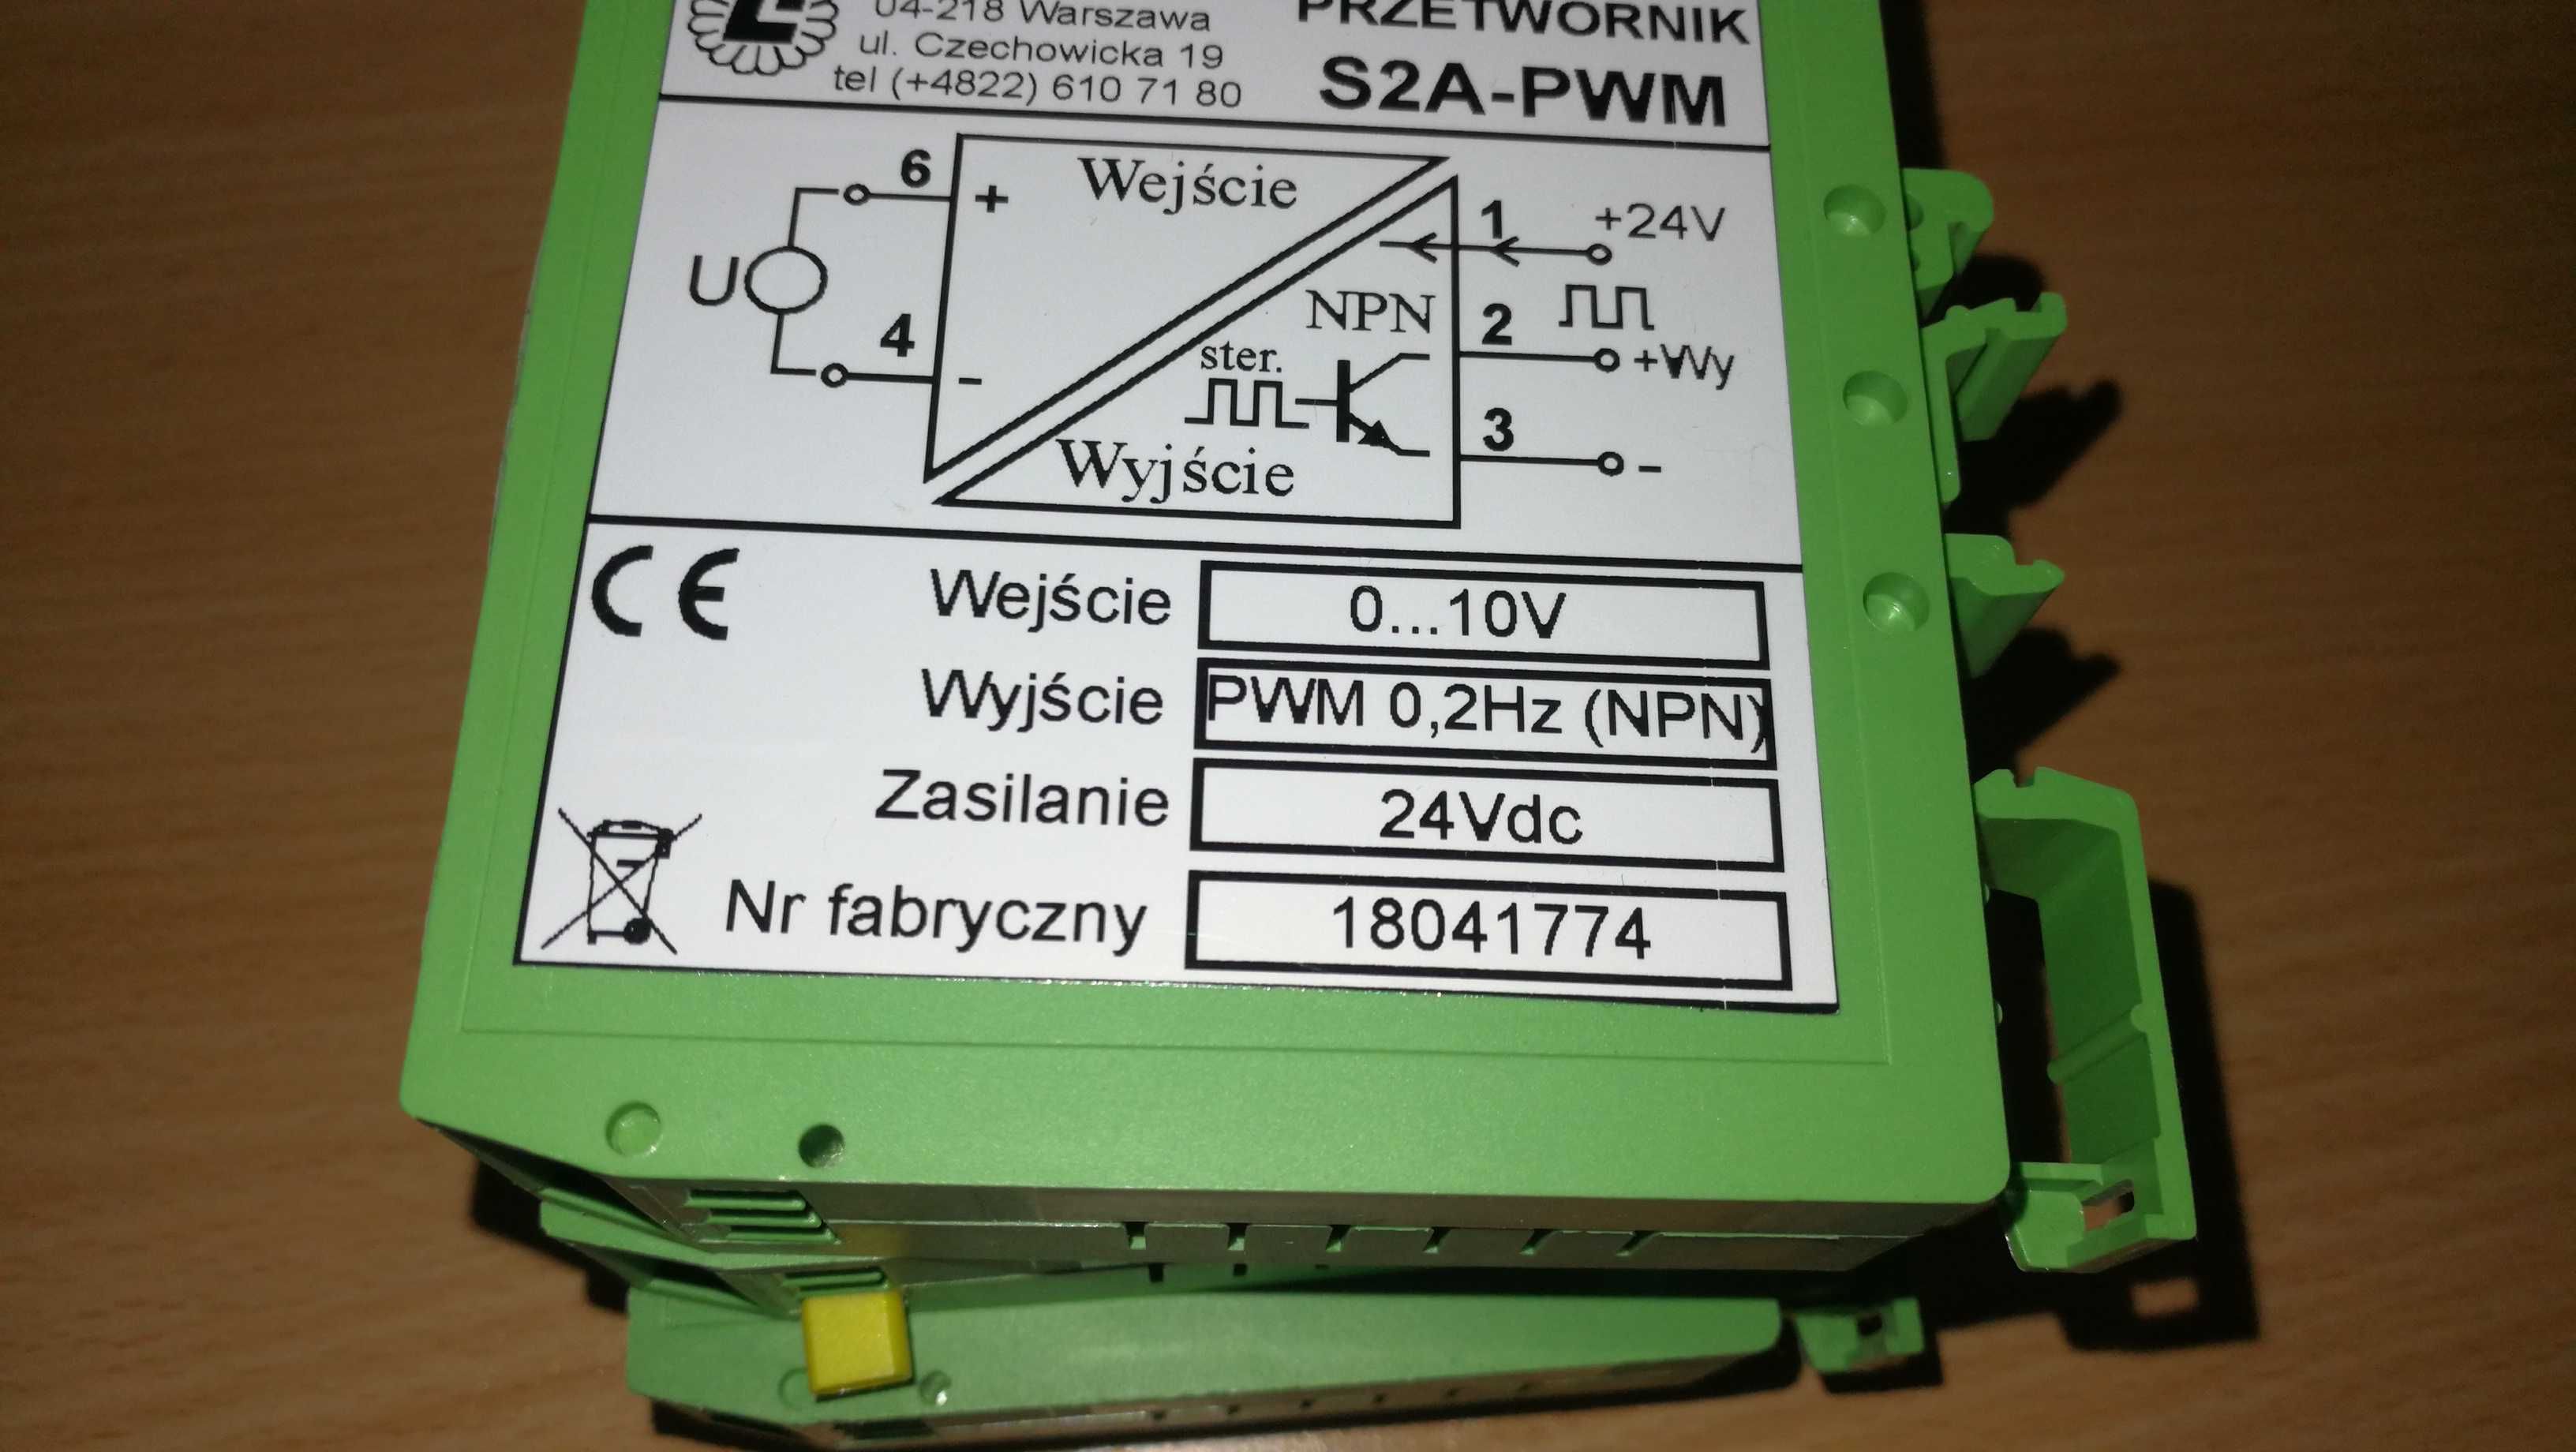 04-218 Warszawa
ul. Czechowicka 19
tel (+4822) 610 71 80
PRZETWORNIK
S2A-PWM
6
+
Wejście
1
+24V
U
NPN
2
+Wy
4
-
ster.
3
-
Wyjście
CE
Wejście 0...10V
Wyjście PWM 0,2Hz (NPN)
Zasilanie 24Vdc
Nr fabryczny 18041774